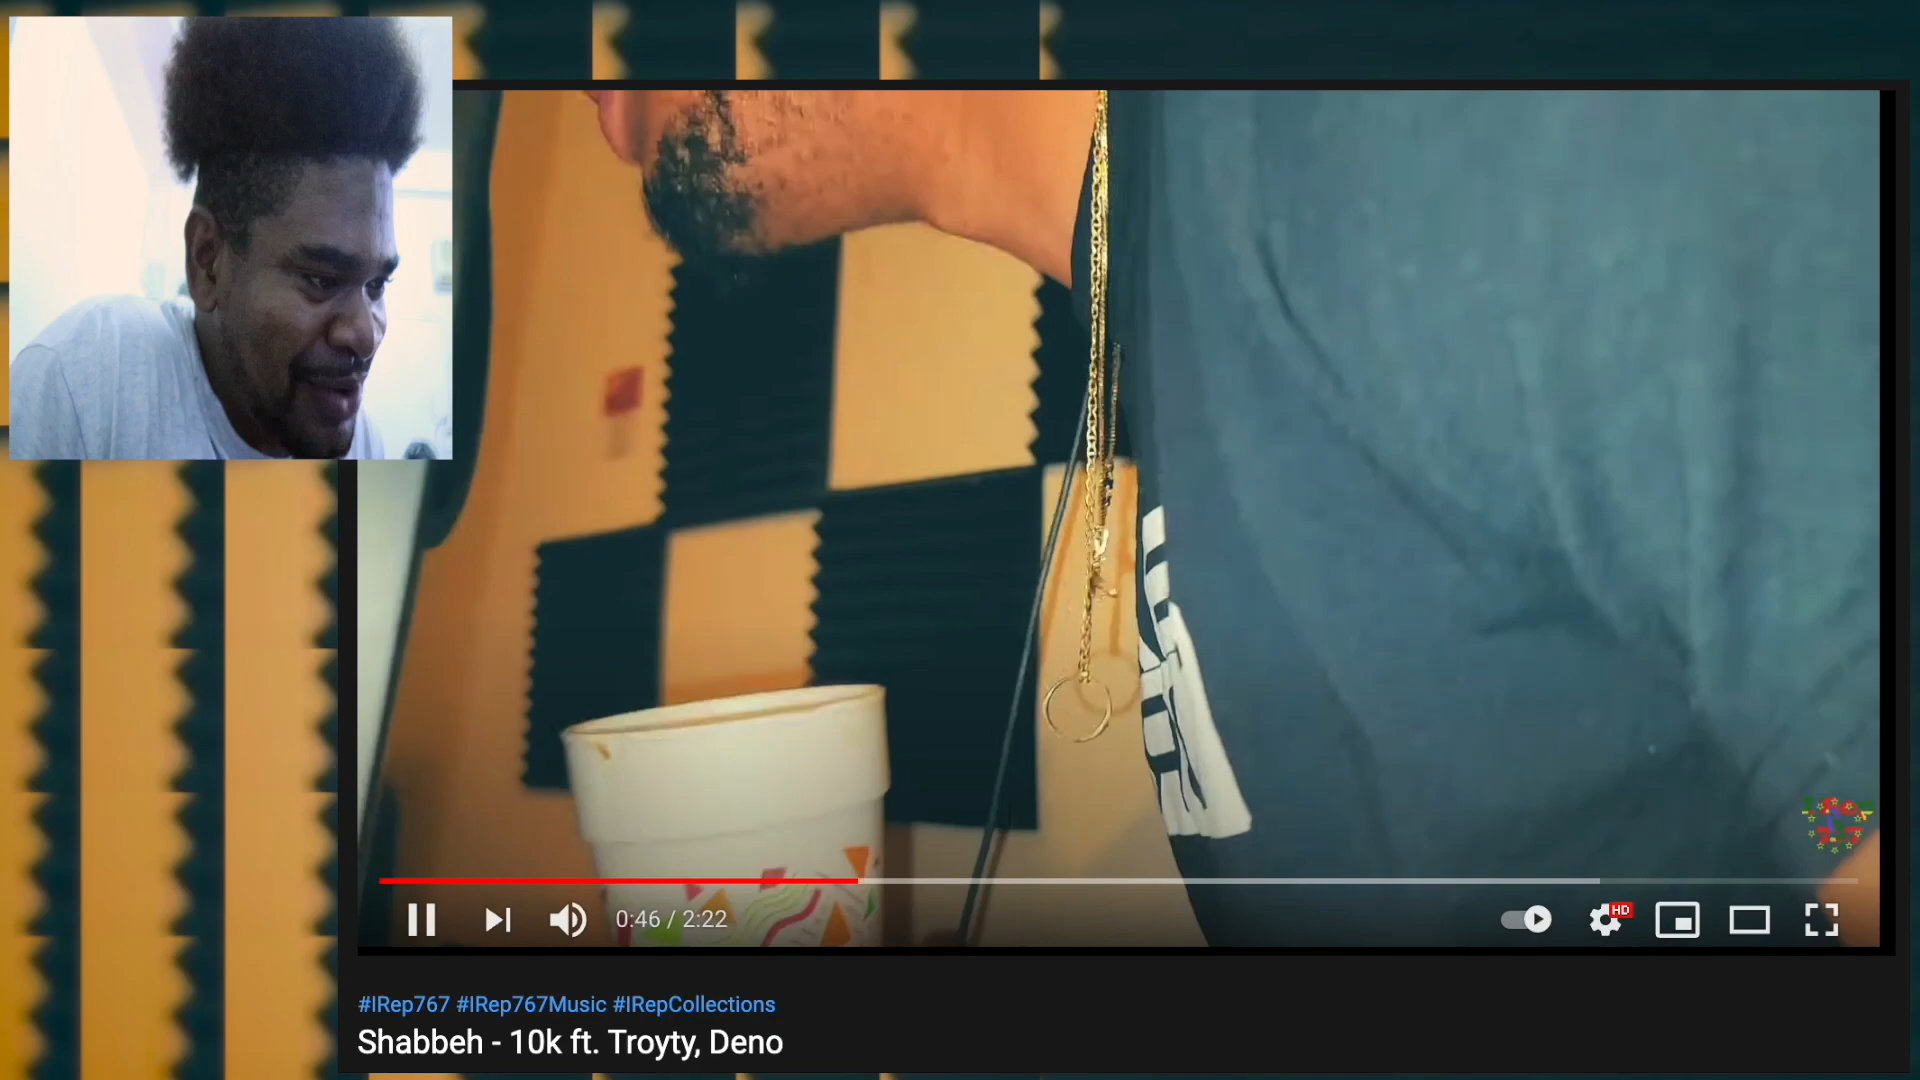 0:46 / 2:22
HD
#IRep767 #IRep767Music #IRepCollections
Shabbeh - 10k ft. Troyty, Deno